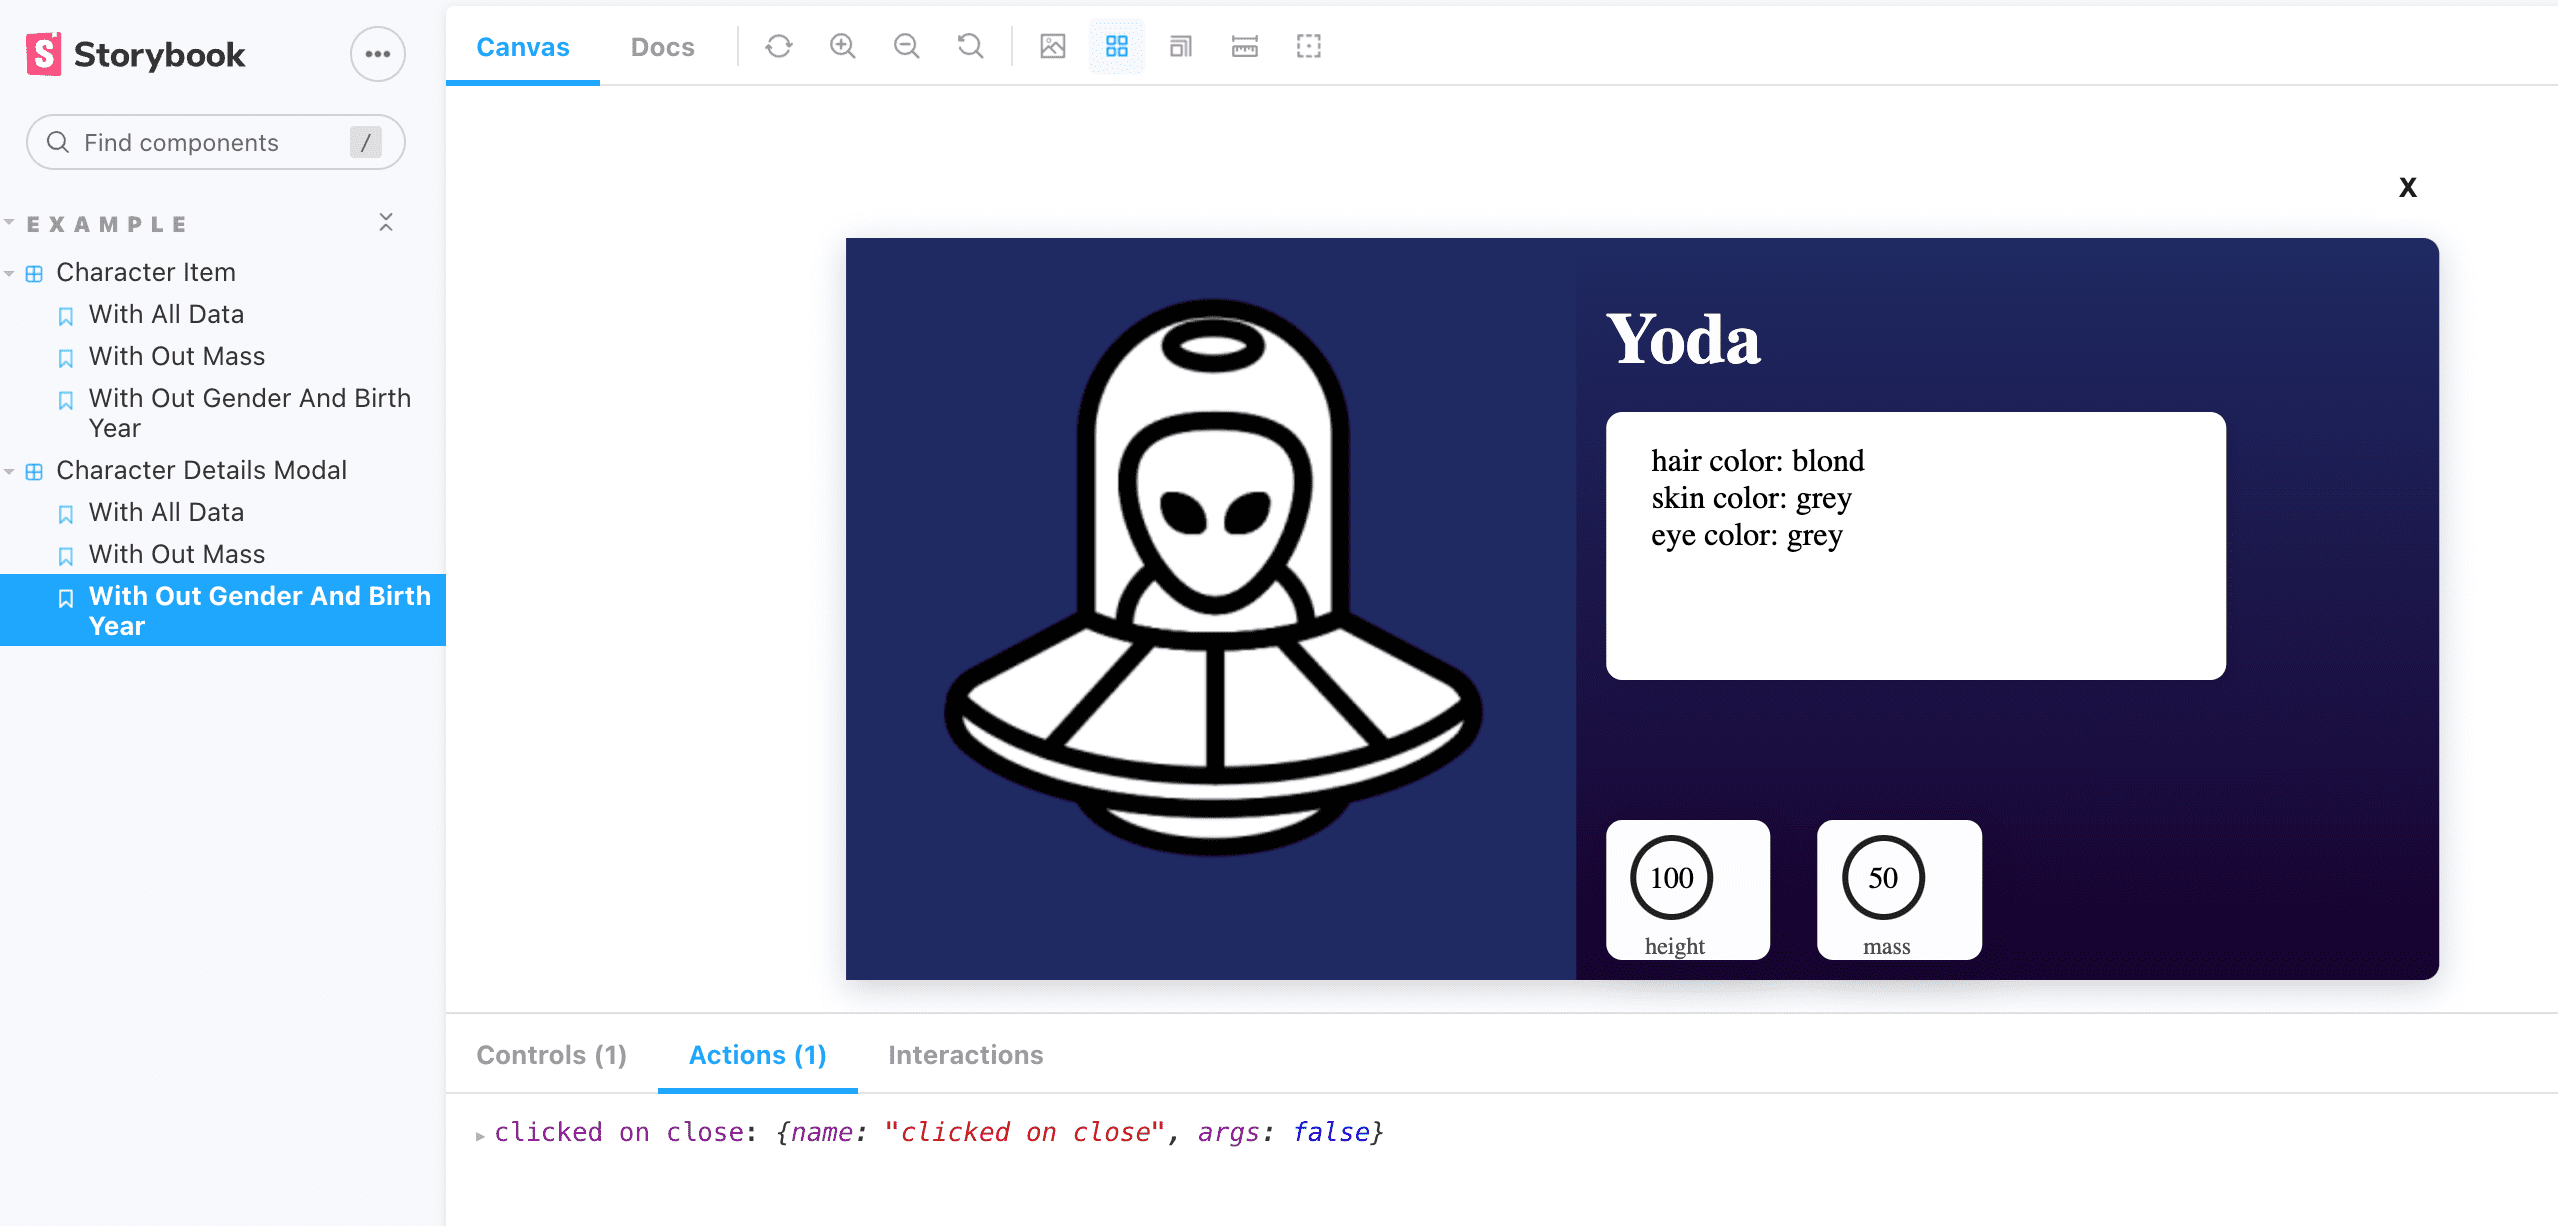 Storybook
Find components
/
EXAMPLE
Character Item
With All Data
With Out Mass
With Out Gender And Birth
Year
Character Details Modal
With All Data
With Out Mass
With Out Gender And Birth
Year
Canvas
Docs
X
Yoda
hair color: blond
skin color: grey
eye color: grey
100
height
50
mass
Controls (1)
Actions (1)
Interactions
clicked on close: {name: "clicked on close", args: false}